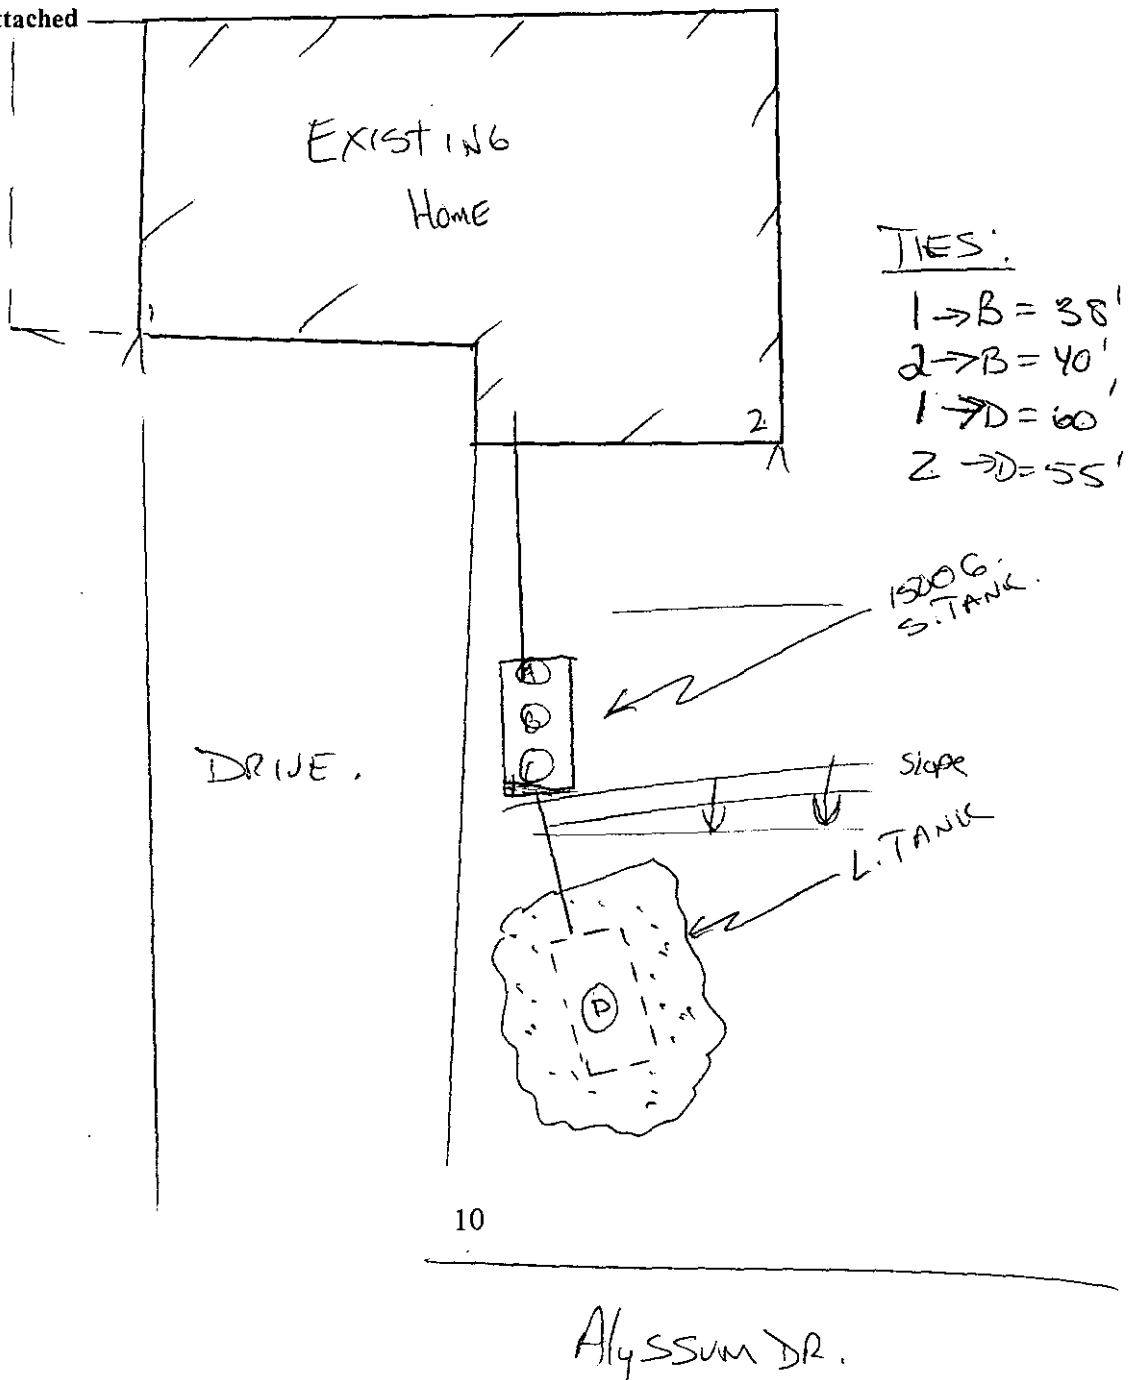 ttached
EXISTING
HOME
1
2
TIES:
1→B = 38'
2→B = 40'
1→D = 60'
2→D = 55'
1500 G.
S. TANK.
A
B
C
DRIVE.
Slope
L. TANK
D
10
Alyssum DR.